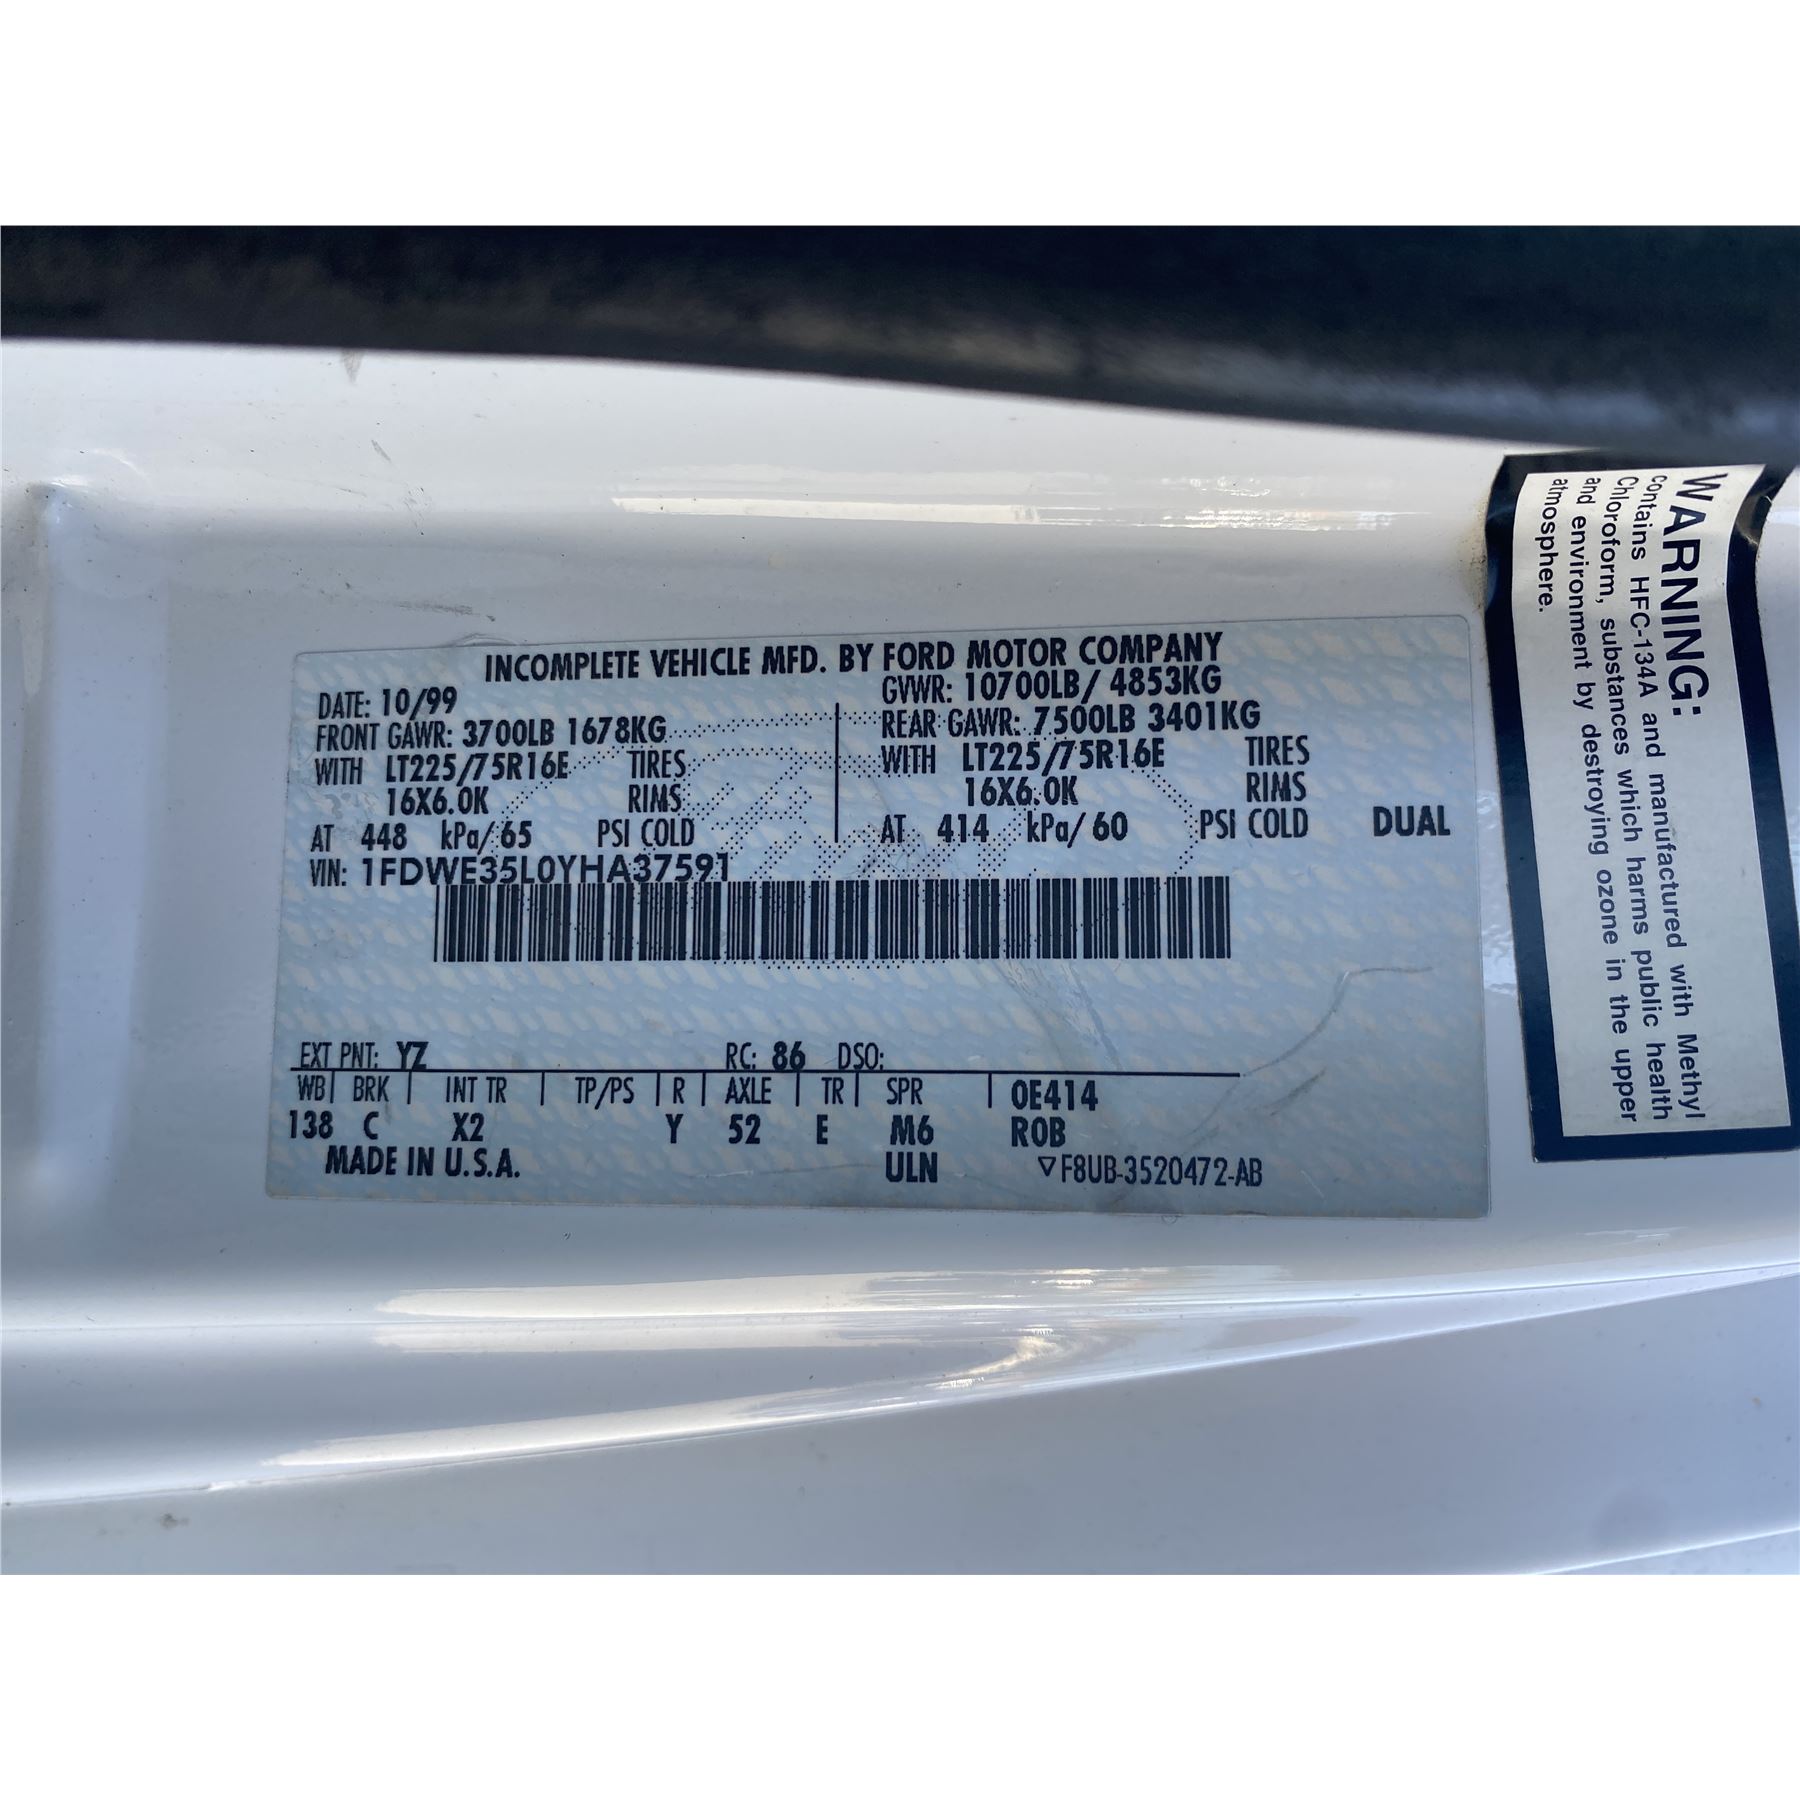 INCOMPLETE VEHICLE MFD. BY FORD MOTOR COMPANY
DATE: 10/99 GVWR: 10700LB/ 4853KG
FRONT GAWR: 3700LB 1678KG REAR GAWR: 7500LB 3401KG
WITH LT225/75R16E TIRES WITH LT225/75R16E TIRES
16X6.0K RIMS 16X6.0K RIMS
AT 448 kPa/ 65 PSI COLD AT 414 kPa/ 60 PSI COLD DUAL
VIN: 1FDWE35L0YHA37591
EXT PNT: YZ RC: 86 DSO:
WB BRK INT TR TP/PS R AXLE TR SPR 0E414
138 C X2 Y 52 E M6 ROB
MADE IN U.S.A. ULN ▽F8UB-3520472-AB
WARNING:
contains HFC-134A and manufactured with Methyl
Chloroform, substances which harms public health
and environment by destroying ozone in the upper
atmosphere.